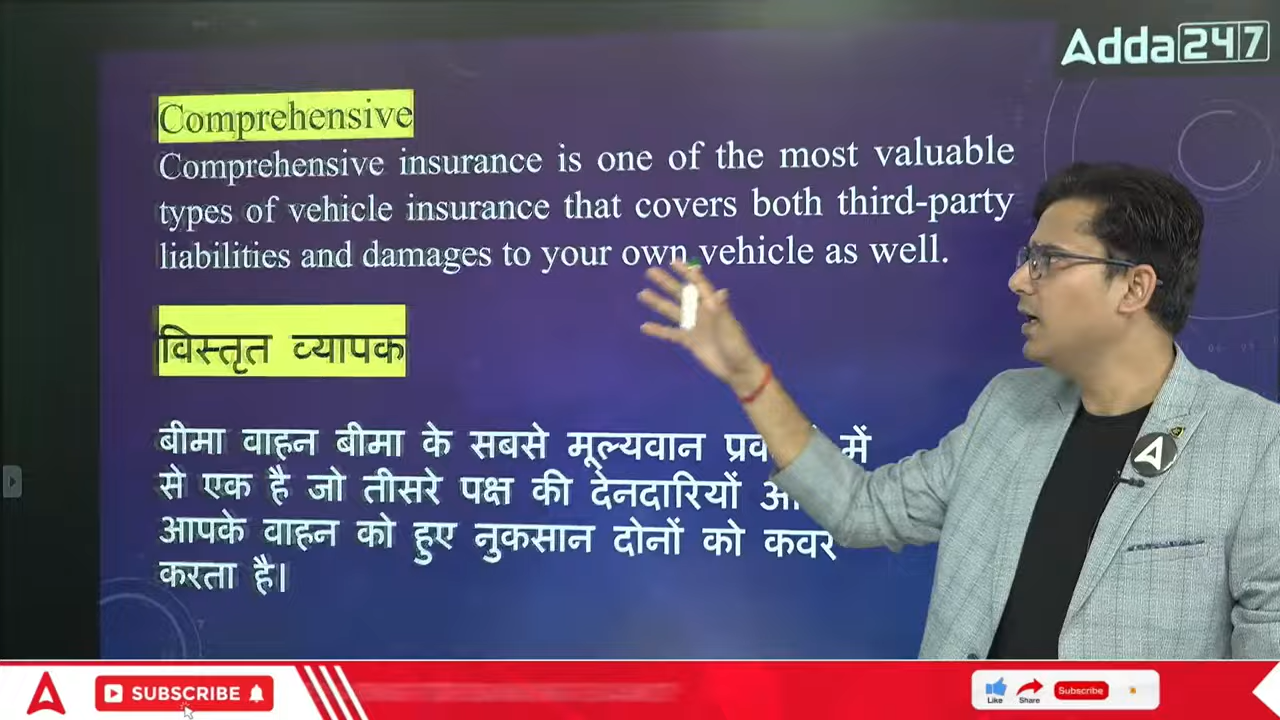 Adda247
Comprehensive
Comprehensive insurance is one of the most valuable
types of vehicle insurance that covers both third-party
liabilities and damages to your own vehicle as well.
विस्तृत व्यापक
बीमा वाहन बीमा के सबसे मूल्यवान में
से एक है जो तीसरे पक्ष की देनदारियों
आपके वाहन को हुए नुकसान दोनों को कवर
करता है।
SUBSCRIBE
Like Share Subscribe